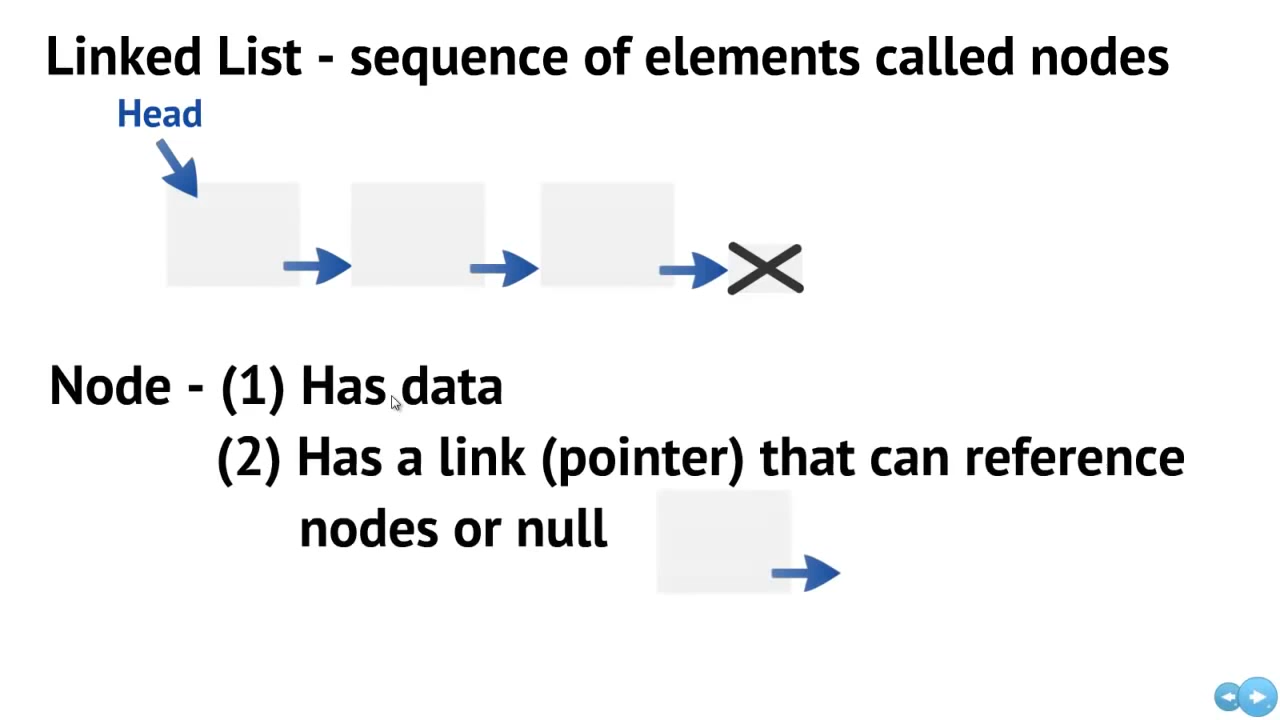 Linked List - sequence of elements called nodes
Head
Node - (1) Has data
(2) Has a link (pointer) that can reference
nodes or null